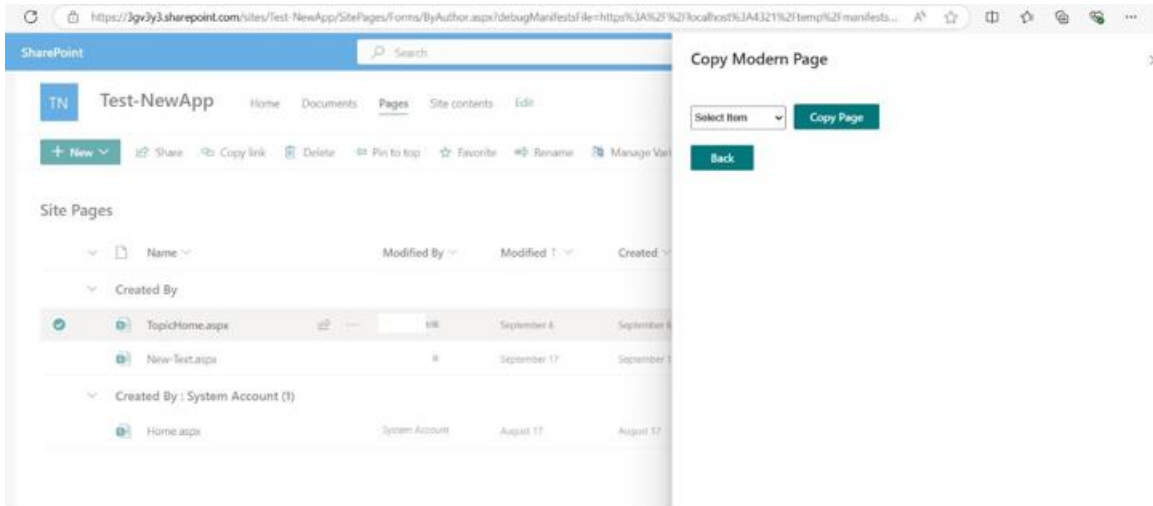 https://3gv3y3.sharepoint.com/sites/Test-NewApp/SitePages/Forms/ByAuthor.aspx?debugManifestsFile=https%3A%2F%2Flocalhost%3A4321%2Ftemp%2Fmanifests...
SharePoint
Search
Copy Modern Page
TN
Test-NewApp
Home
Documents
Pages
Site contents
Edit
Select Item
Copy Page
+ New
Share
Copy link
Delete
Pin to top
Favorite
Rename
Manage
Back
Site Pages
Name
Modified By
Modified ↑
Created
Created By
TopicHome.aspx
September 8
September
New-Text.aspx
September 17
September
Created By : System Account (1)
Home.aspx
System Account
August 17
August 17